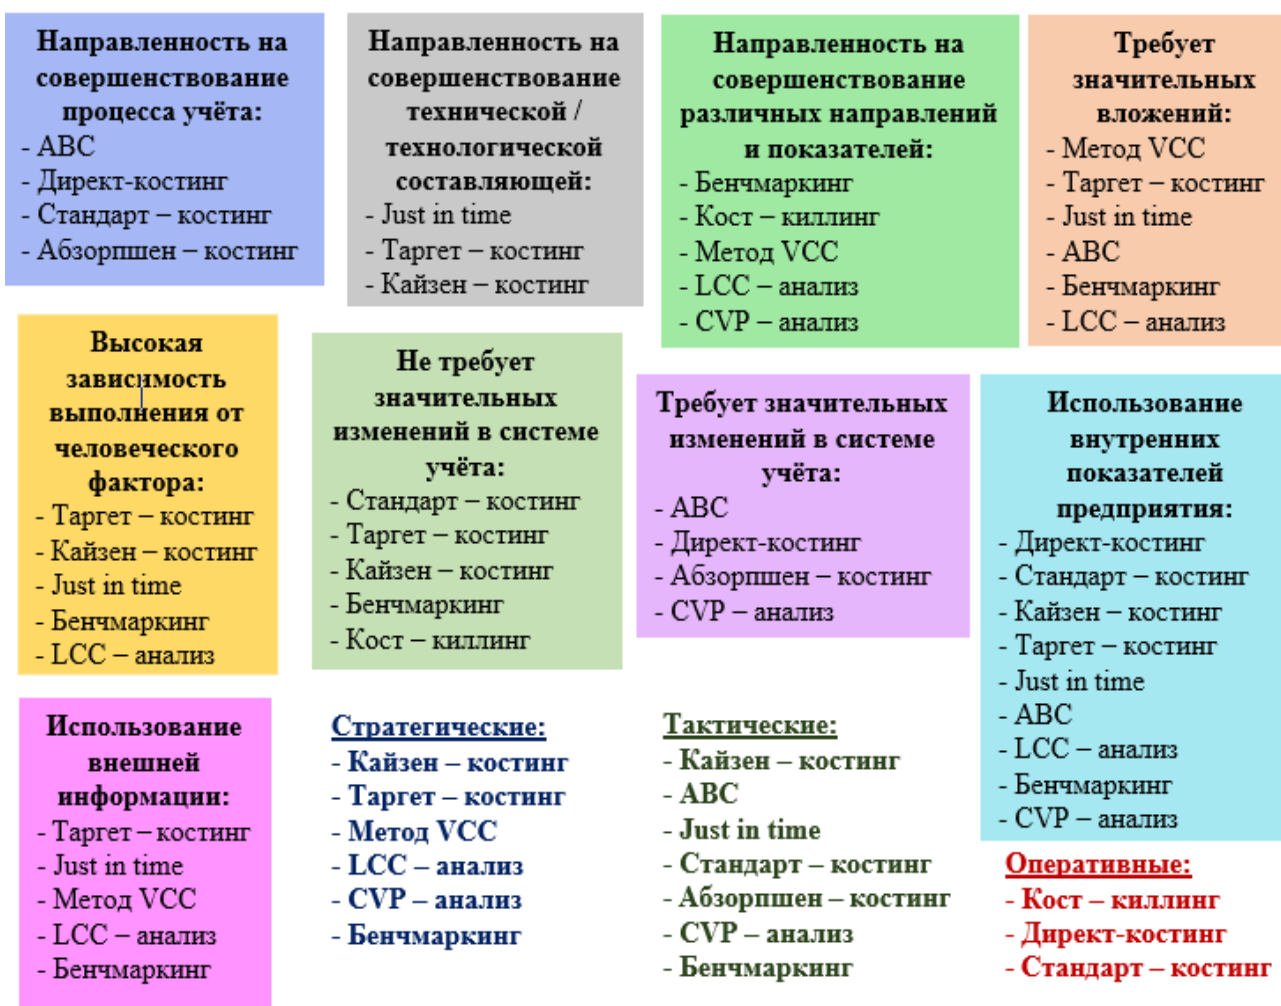 Направленность на
совершенствование
процесса учёта:
- ABC
- Директ-костинг
- Стандарт – костинг
- Абзорпшен – костинг
Направленность на
совершенствование
технической /
технологической
составляющей:
- Just in time
- Таргет – костинг
- Кайзен – костинг
Направленность на
совершенствование
различных направлений
и показателей:
- Бенчмаркинг
- Кост – киллинг
- Метод VCC
- LCC – анализ
- CVP – анализ
Требует
значительных
вложений:
- Метод VCC
- Таргет – костинг
- Just in time
- ABC
- Бенчмаркинг
- LCC – анализ
Высокая
зависимость
выполнения от
человеческого
фактора:
- Таргет – костинг
- Кайзен – костинг
- Just in time
- Бенчмаркинг
- LCC – анализ
Не требует
значительных
изменений в системе
учёта:
- Стандарт – костинг
- Таргет – костинг
- Кайзен – костинг
- Бенчмаркинг
- Кост – киллинг
Требует значительных
изменений в системе
учёта:
- ABC
- Директ-костинг
- Абзорпшен – костинг
- CVP – анализ
Использование
внутренних
показателей
предприятия:
- Директ-костинг
- Стандарт – костинг
- Кайзен – костинг
- Таргет – костинг
- Just in time
- ABC
- LCC – анализ
- Бенчмаркинг
- CVP – анализ
Использование
внешней
информации:
- Таргет – костинг
- Just in time
- Метод VCC
- LCC – анализ
- Бенчмаркинг
Стратегические:
- Кайзен – костинг
- Таргет – костинг
- Метод VCC
- LCC – анализ
- CVP – анализ
- Бенчмаркинг
Тактические:
- Кайзен – костинг
- ABC
- Just in time
- Стандарт – костинг
- Абзорпшен – костинг
- CVP – анализ
- Бенчмаркинг
Оперативные:
- Кост – киллинг
- Директ-костинг
- Стандарт – костинг